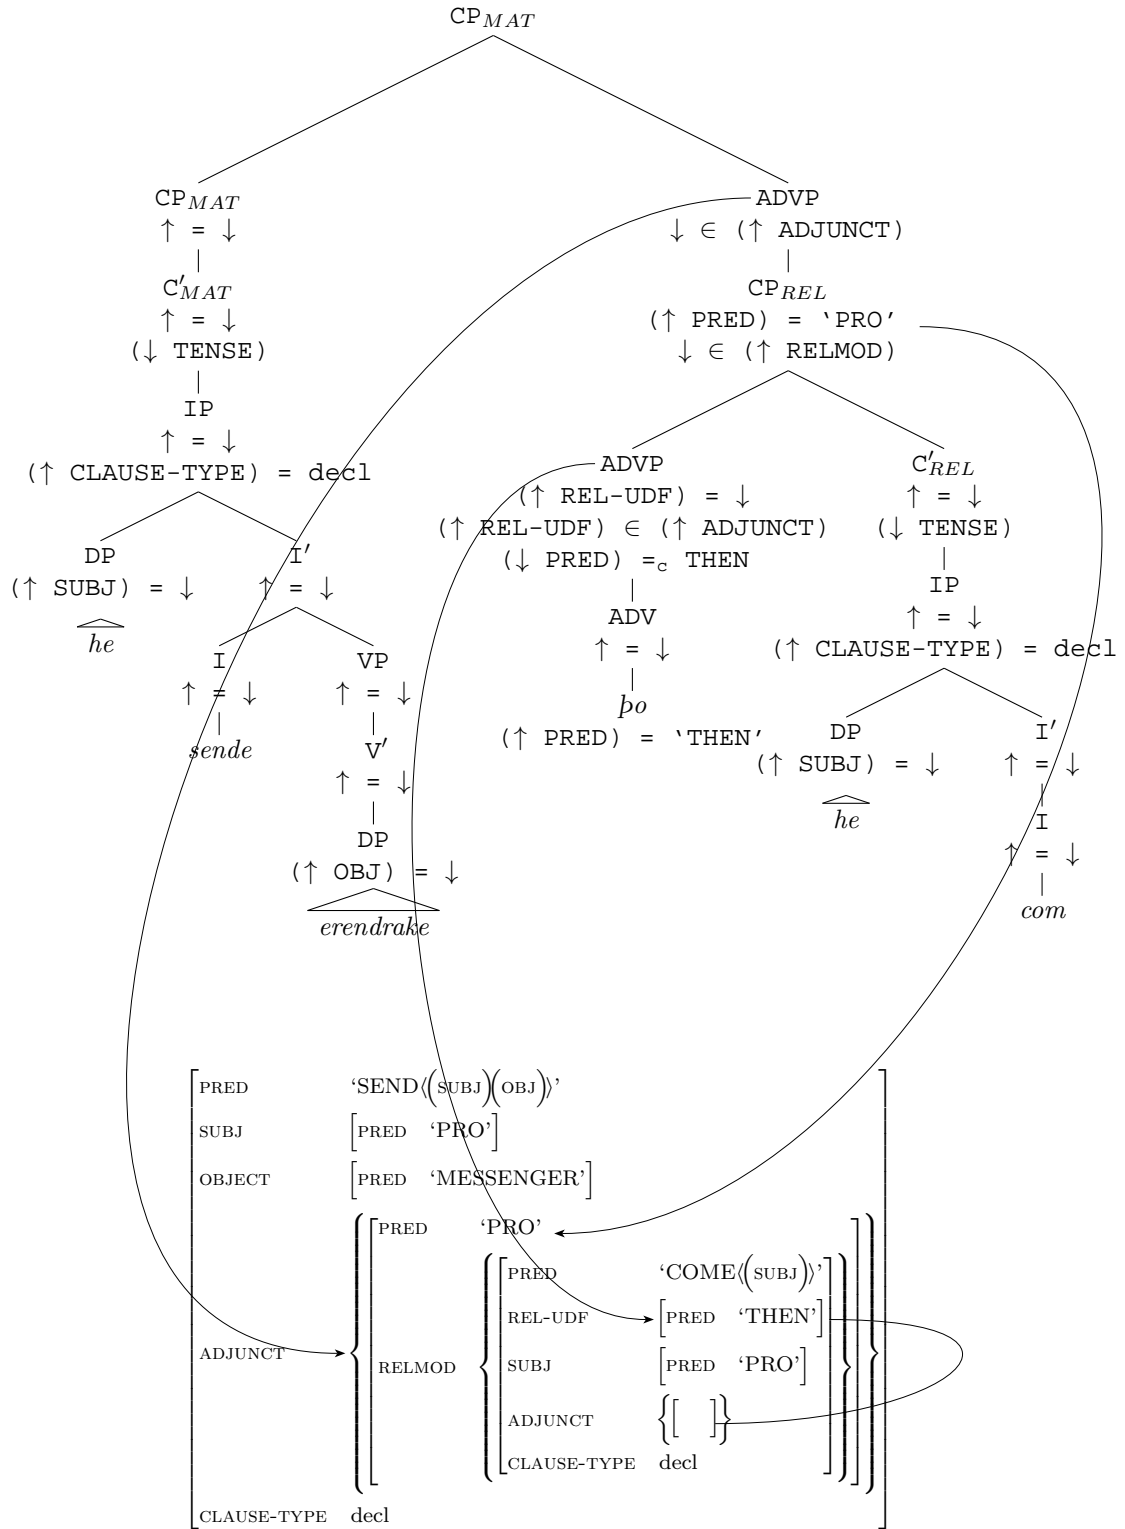 CP_MAT
CP_MAT ADVP
↑ = ↓ ↓ ∈ (↑ ADJUNCT)
C′_MAT CP_REL
↑ = ↓ (↑ PRED) = ‘PRO’
(↓ TENSE) ↓ ∈ (↑ RELMOD)
IP
↑ = ↓
(↑ CLAUSE-TYPE) = decl ADVP C′_REL
(↑ REL-UDF) = ↓ ↑ = ↓
(↑ REL-UDF) ∈ (↑ ADJUNCT) (↓ TENSE)
DP I′ (↓ PRED) =c THEN
(↑ SUBJ) = ↓ ↑ = ↓ IP
he ADV ↑ = ↓
I VP ↑ = ↓ (↑ CLAUSE-TYPE) = decl
↑ = ↓ ↑ = ↓ þo
sende V′ (↑ PRED) = ‘THEN’ DP I′
↑ = ↓ (↑ SUBJ) = ↓ ↑ = ↓
DP he I
(↑ OBJ) = ↓ ↑ = ↓
erendrake com
PRED ‘SEND⟨(SUBJ)(OBJ)⟩’
SUBJ [PRED ‘PRO’]
OBJECT [PRED ‘MESSENGER’]
PRED ‘PRO’
PRED ‘COME⟨(SUBJ)⟩’
REL-UDF [PRED ‘THEN’]
ADJUNCT RELMOD SUBJ [PRED ‘PRO’]
ADJUNCT {[ ]}
CLAUSE-TYPE decl
CLAUSE-TYPE decl